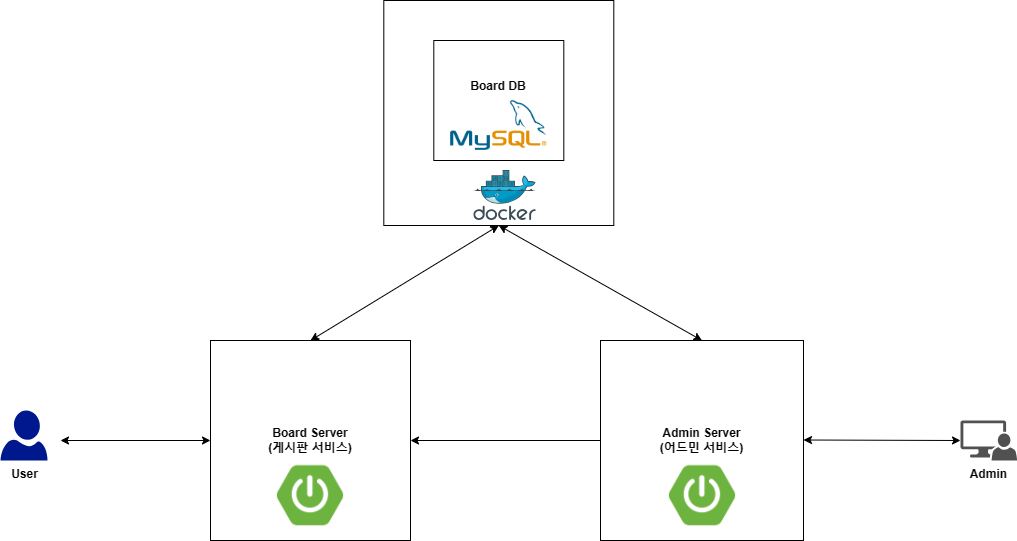 Board DB
MySQL®
docker
Board Server
(게시판 서비스)
Admin Server
(어드민 서비스)
User
Admin